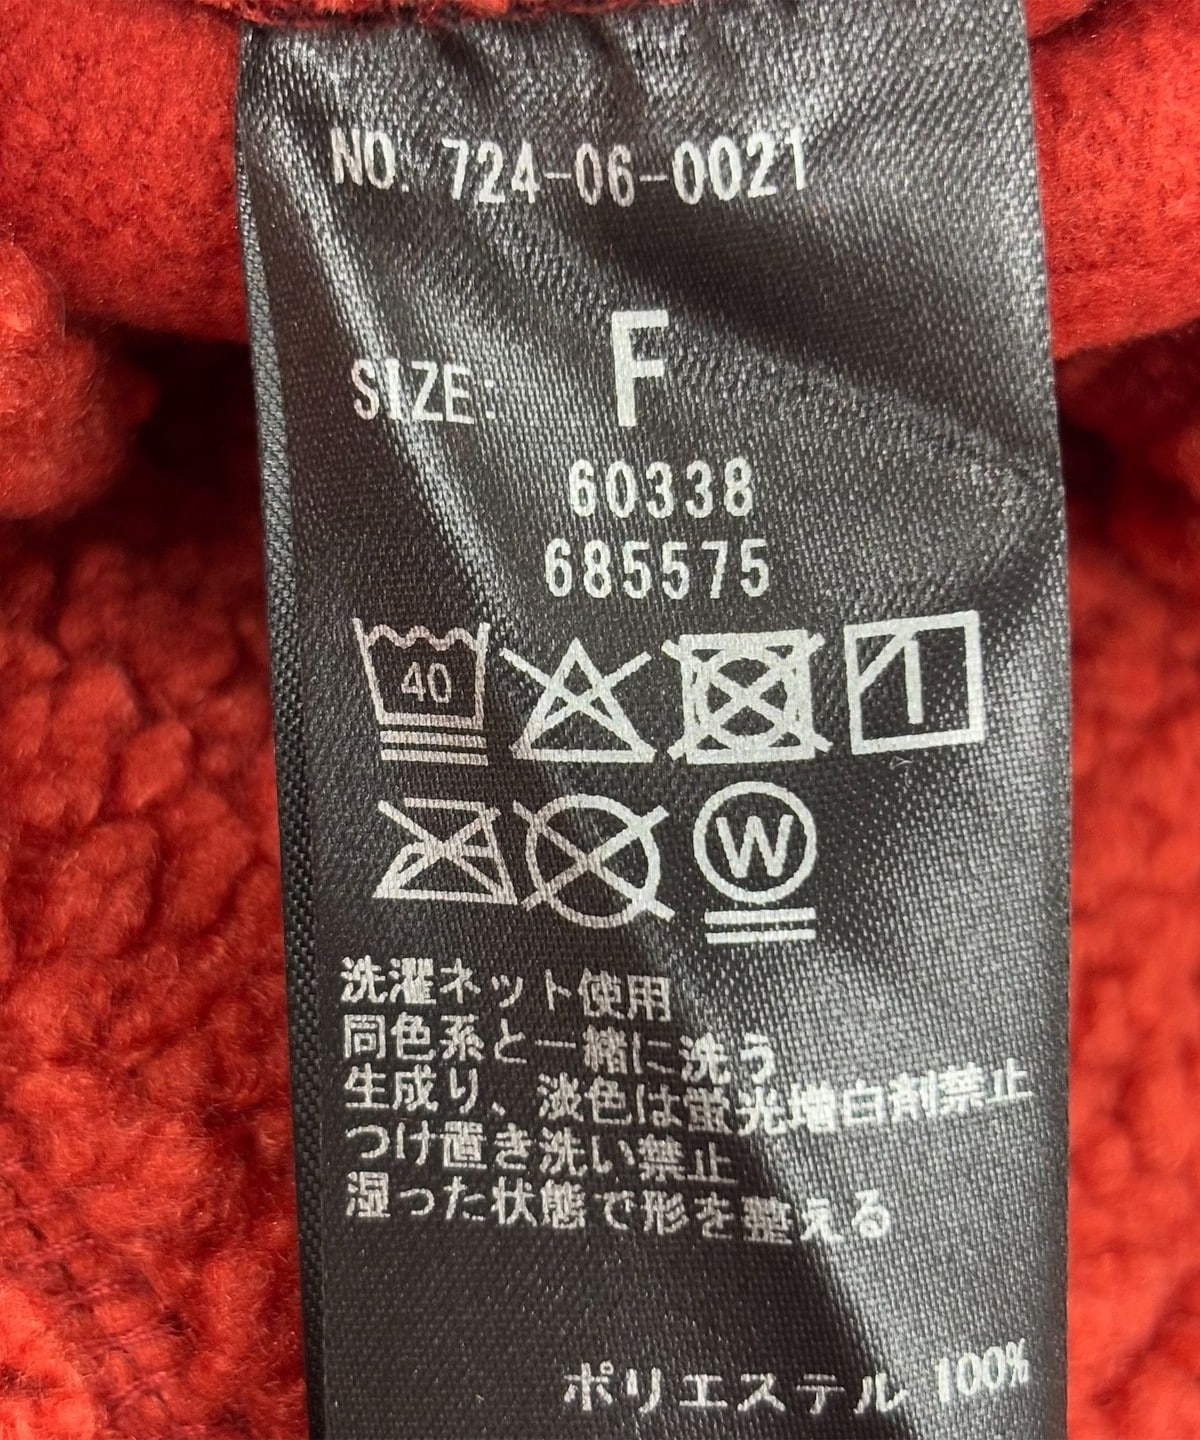 NO. 724-06-0021
SIZE: F
60338
685575
40
W
洗濯ネット使用
同色系と一緒に洗う
生成り、淡色は蛍光増白剤禁止
つけ置き洗い禁止
湿った状態で形を整える
ポリエステル 100%